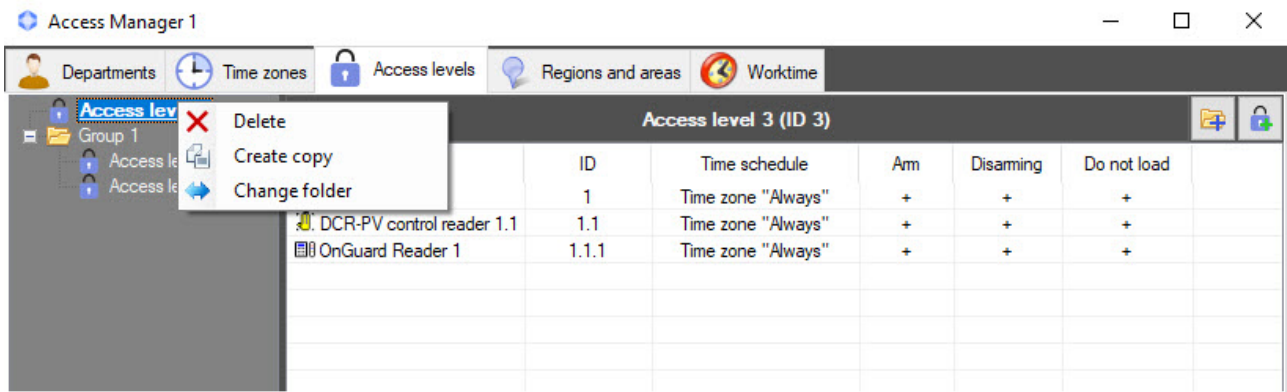 Access Manager 1
Departments Time zones Access levels Regions and areas Worktime
Access lev
Group 1
Access le
Access le
Delete
Create copy
Change folder
Access level 3 (ID 3)
ID Time schedule Arm Disarming Do not load
1 Time zone "Always" + + +
DCR-PV control reader 1.1 1.1 Time zone "Always" + + +
OnGuard Reader 1 1.1.1 Time zone "Always" + + +